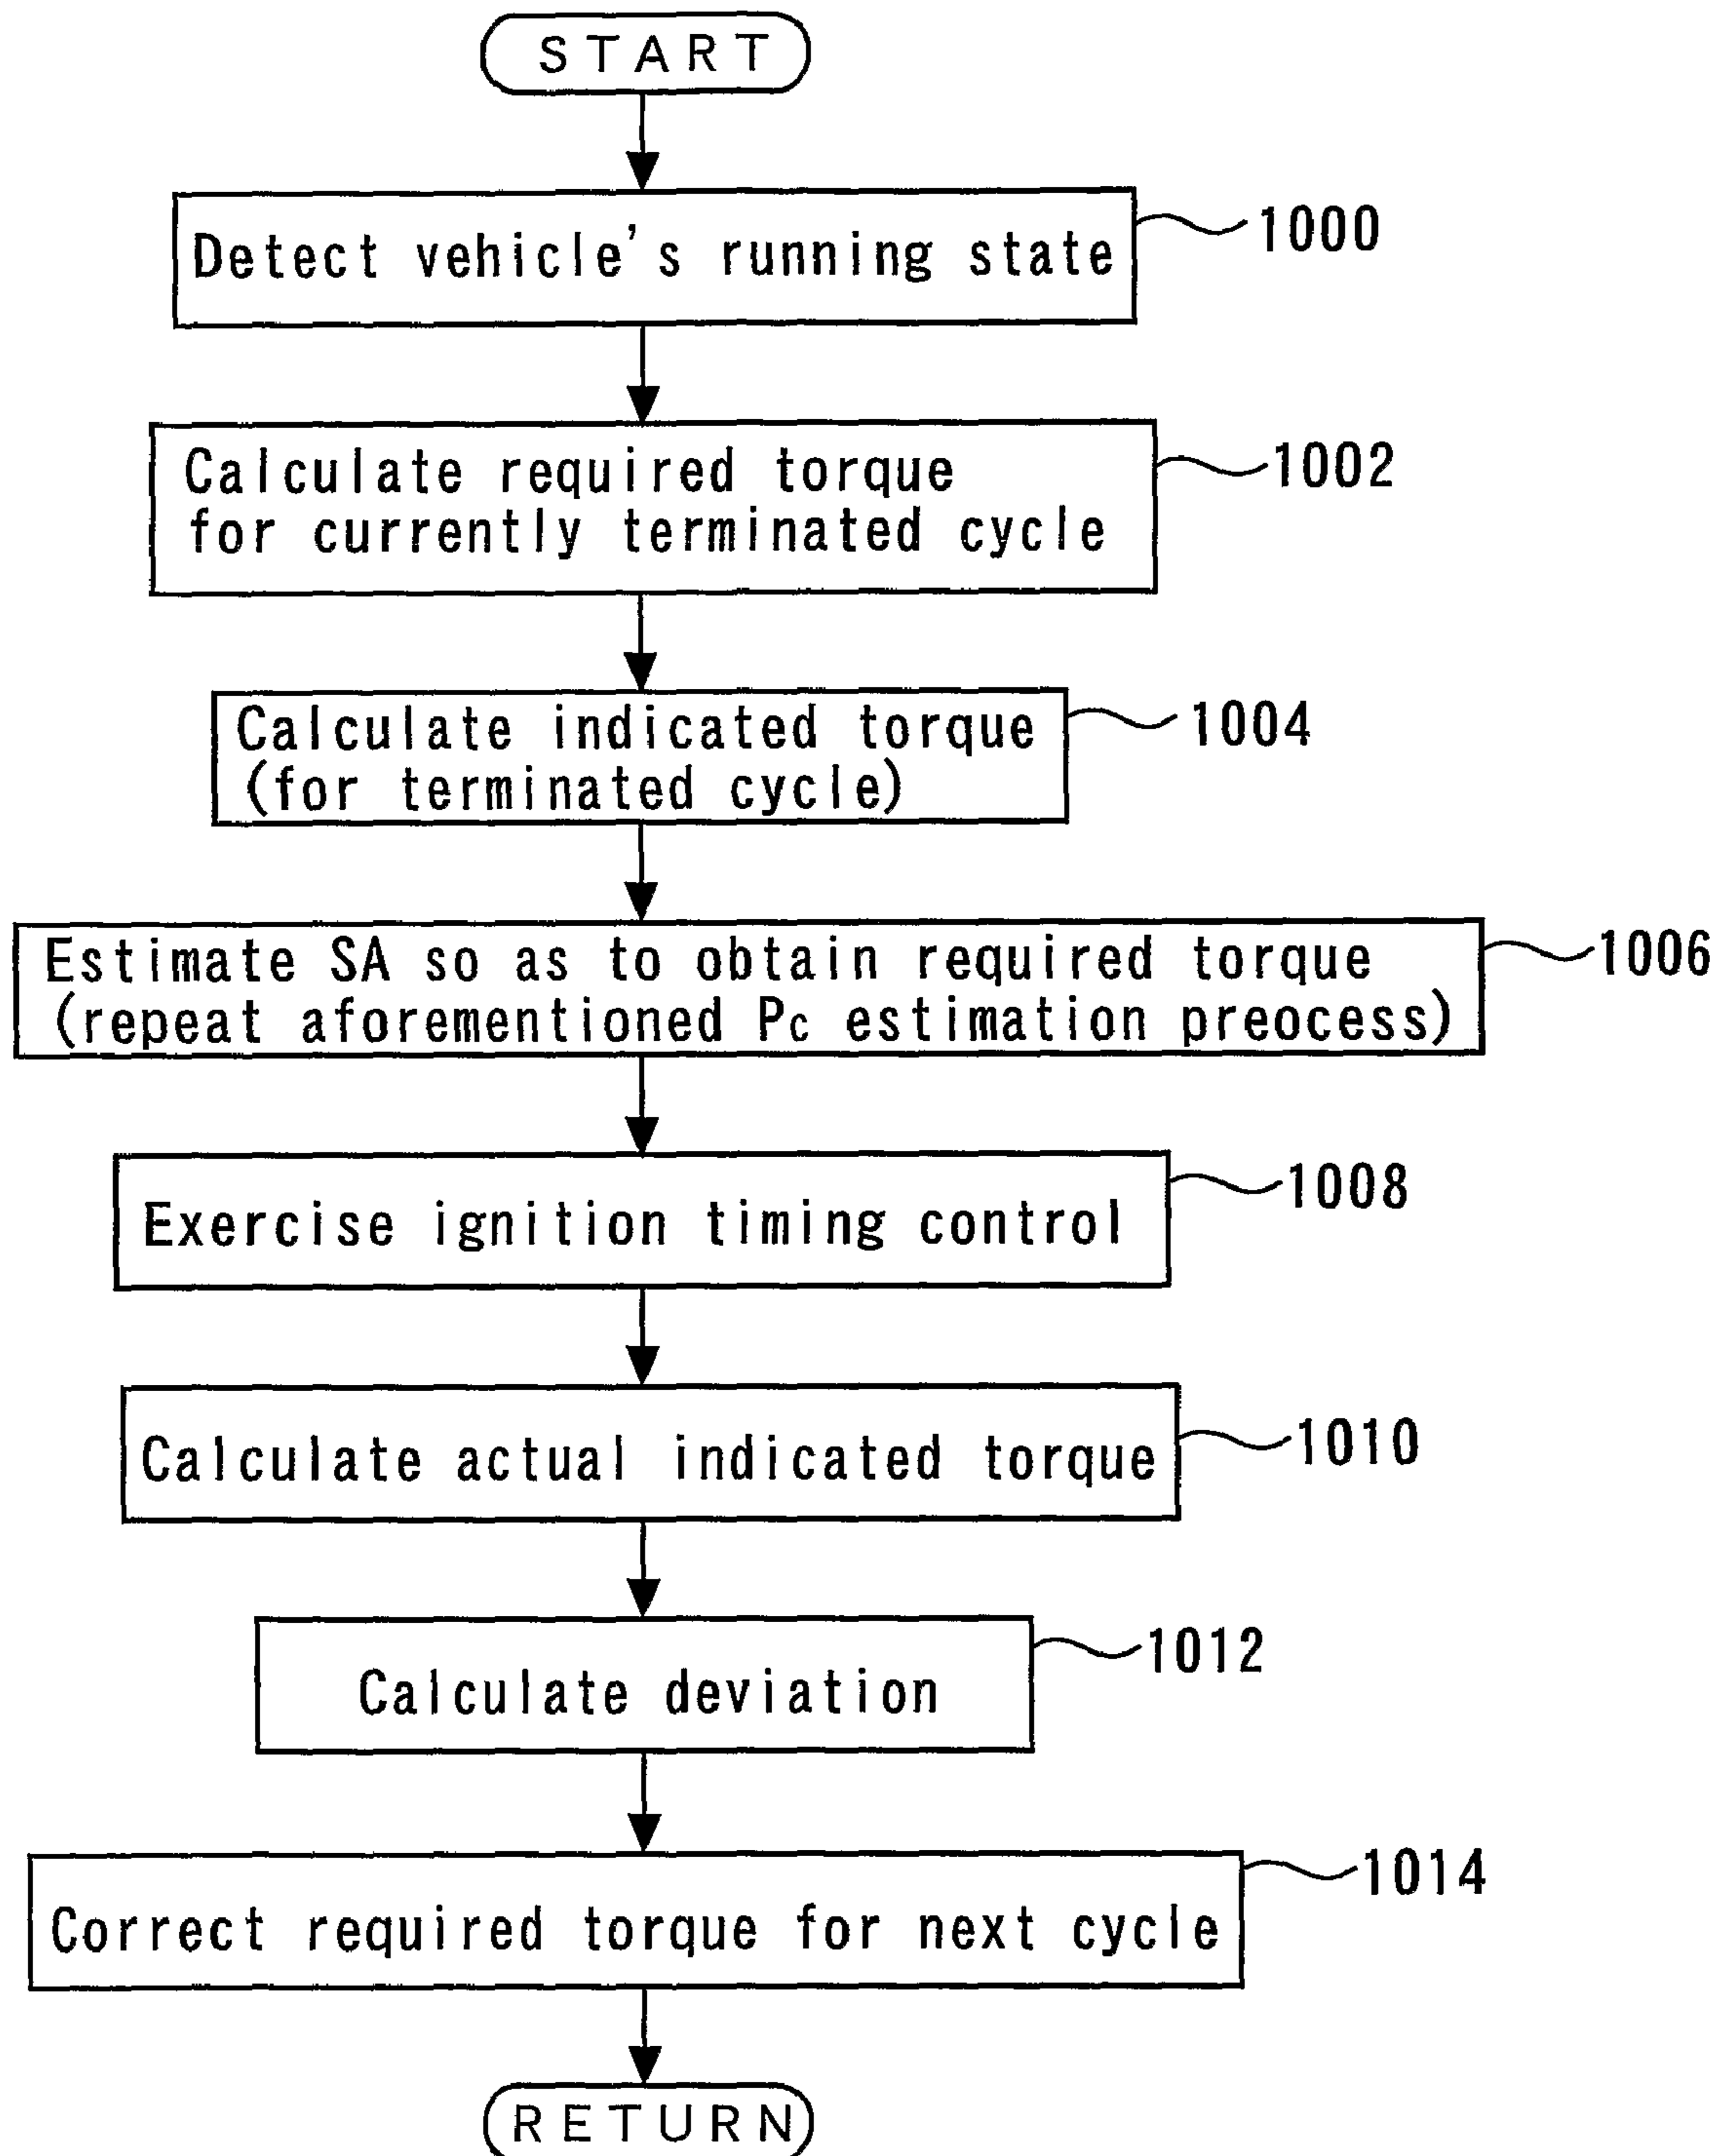 START
Detect vehicle's running state
1000
Calculate required torque
for currently terminated cycle
1002
Calculate indicated torque
(for terminated cycle)
1004
Estimate SA so as to obtain required torque
(repeat aforementioned Pc estimation preocess)
1006
Exercise ignition timing control
1008
Calculate actual indicated torque
1010
Calculate deviation
1012
Correct required torque for next cycle
1014
RETURN